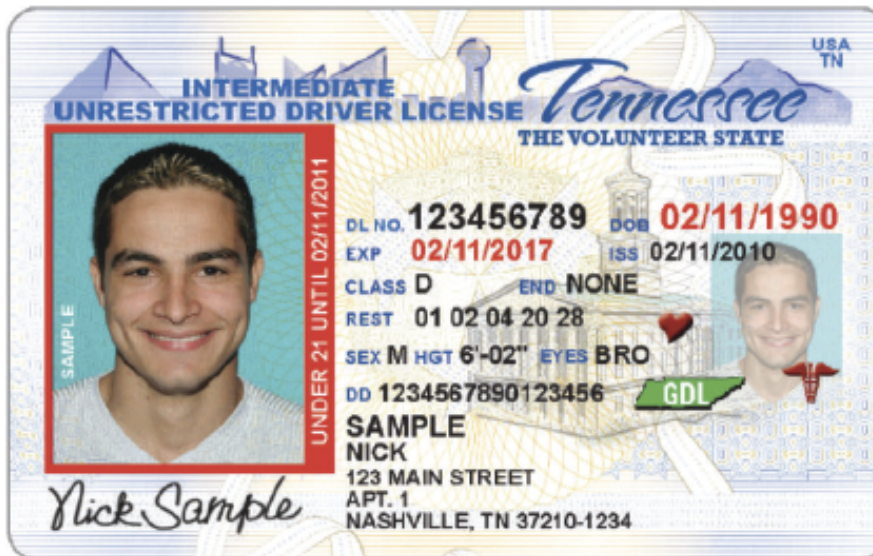 USA
TN
INTERMEDIATE
UNRESTRICTED DRIVER LICENSE
Tennessee
THE VOLUNTEER STATE
SAMPLE
UNDER 21 UNTIL 02/11/2011
DL NO. 123456789 DOB 02/11/1990
EXP 02/11/2017 ISS 02/11/2010
CLASS D END NONE
REST 01 02 04 20 28
SEX M HGT 6'-02" EYES BRO
DD 1234567890123456
GDL
SAMPLE
NICK
123 MAIN STREET
APT. 1
NASHVILLE, TN 37210-1234
Nick Sample